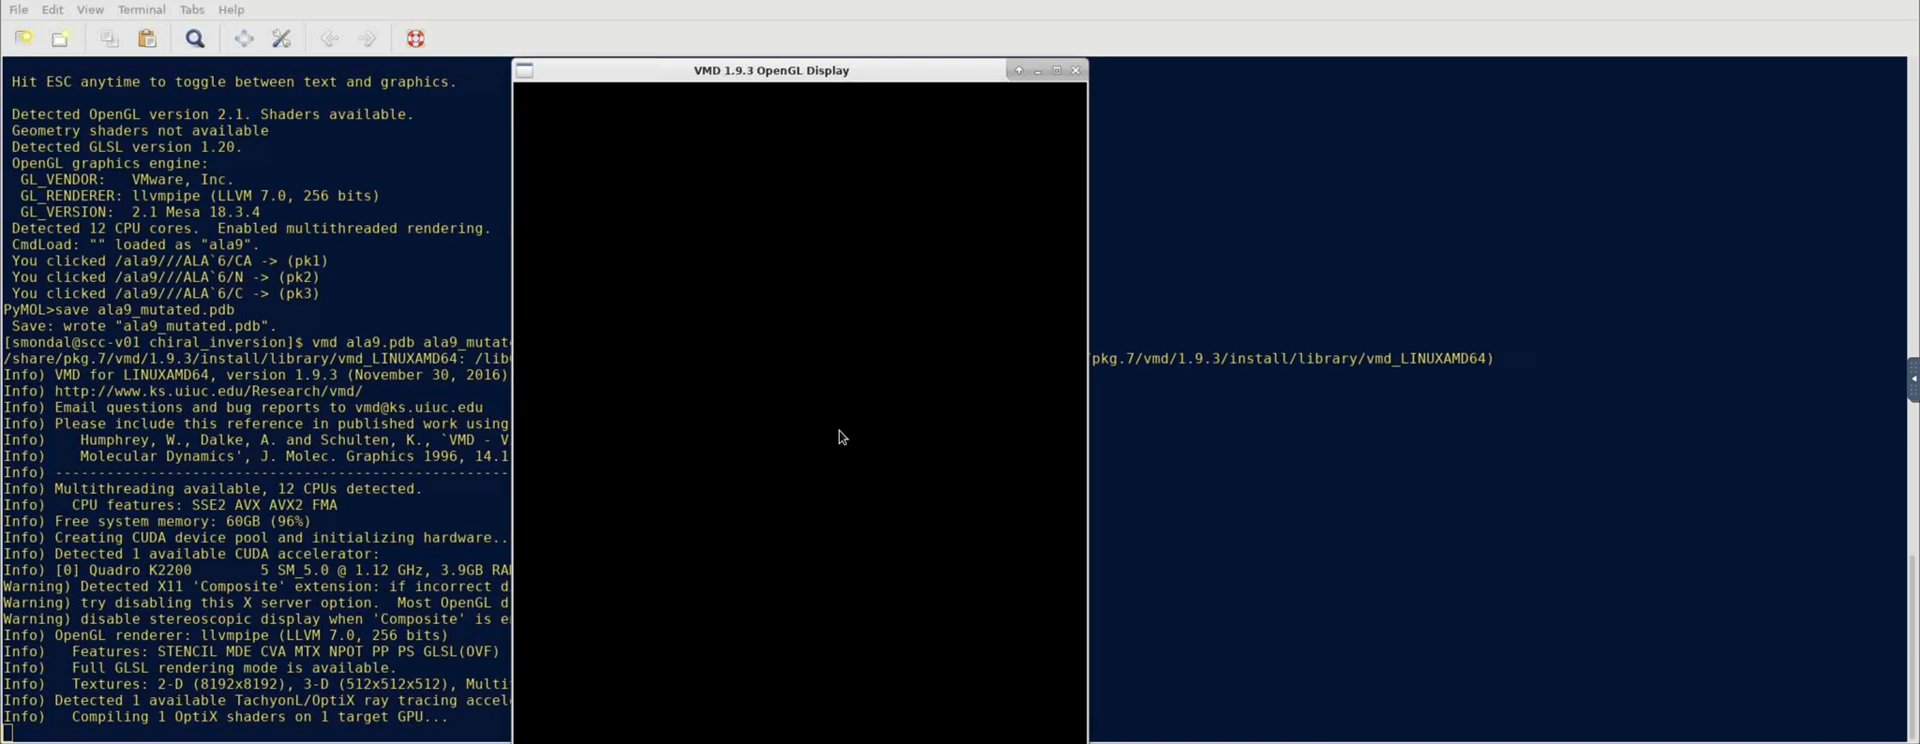 File Edit View Terminal Tabs Help
VMD 1.9.3 OpenGL Display
Hit ESC anytime to toggle between text and graphics.
Detected OpenGL version 2.1. Shaders available.
Geometry shaders not available
Detected GLSL version 1.20.
OpenGL graphics engine:
GL_VENDOR: VMware, Inc.
GL_RENDERER: llvmpipe (LLVM 7.0, 256 bits)
GL_VERSION: 2.1 Mesa 18.3.4
Detected 12 CPU cores. Enabled multithreaded rendering.
CmdLoad: "" loaded as "ala9".
You clicked /ala9///ALA`6/CA -> (pk1)
You clicked /ala9///ALA`6/N -> (pk2)
You clicked /ala9///ALA`6/C -> (pk3)
PyMOL>save ala9_mutated.pdb
Save: wrote "ala9_mutated.pdb".
[smondal@scc-v01 chiral_inversion]$ vmd ala9.pdb ala9_mutat
/share/pkg.7/vmd/1.9.3/install/library/vmd_LINUXAMD64: /lib pkg.7/vmd/1.9.3/install/library/vmd_LINUXAMD64)
Info) VMD for LINUXAMD64, version 1.9.3 (November 30, 2016)
Info) http://www.ks.uiuc.edu/Research/vmd/
Info) Email questions and bug reports to vmd@ks.uiuc.edu
Info) Please include this reference in published work using
Info) Humphrey, W., Dalke, A. and Schulten, K., `VMD - V
Info) Molecular Dynamics', J. Molec. Graphics 1996, 14.1
Info) -----------------------------------------------------
Info) Multithreading available, 12 CPUs detected.
Info) CPU features: SSE2 AVX AVX2 FMA
Info) Free system memory: 60GB (96%)
Info) Creating CUDA device pool and initializing hardware..
Info) Detected 1 available CUDA accelerator:
Info) [0] Quadro K2200 5 SM_5.0 @ 1.12 GHz, 3.9GB RA
Warning) Detected X11 'Composite' extension: if incorrect d
Warning) try disabling this X server option. Most OpenGL d
Warning) disable stereoscopic display when 'Composite' is e
Info) OpenGL renderer: llvmpipe (LLVM 7.0, 256 bits)
Info) Features: STENCIL MDE CVA MTX NPOT PP PS GLSL(OVF)
Info) Full GLSL rendering mode is available.
Info) Textures: 2-D (8192x8192), 3-D (512x512x512), Multi
Info) Detected 1 available TachyonL/OptiX ray tracing accel
Info) Compiling 1 OptiX shaders on 1 target GPU...